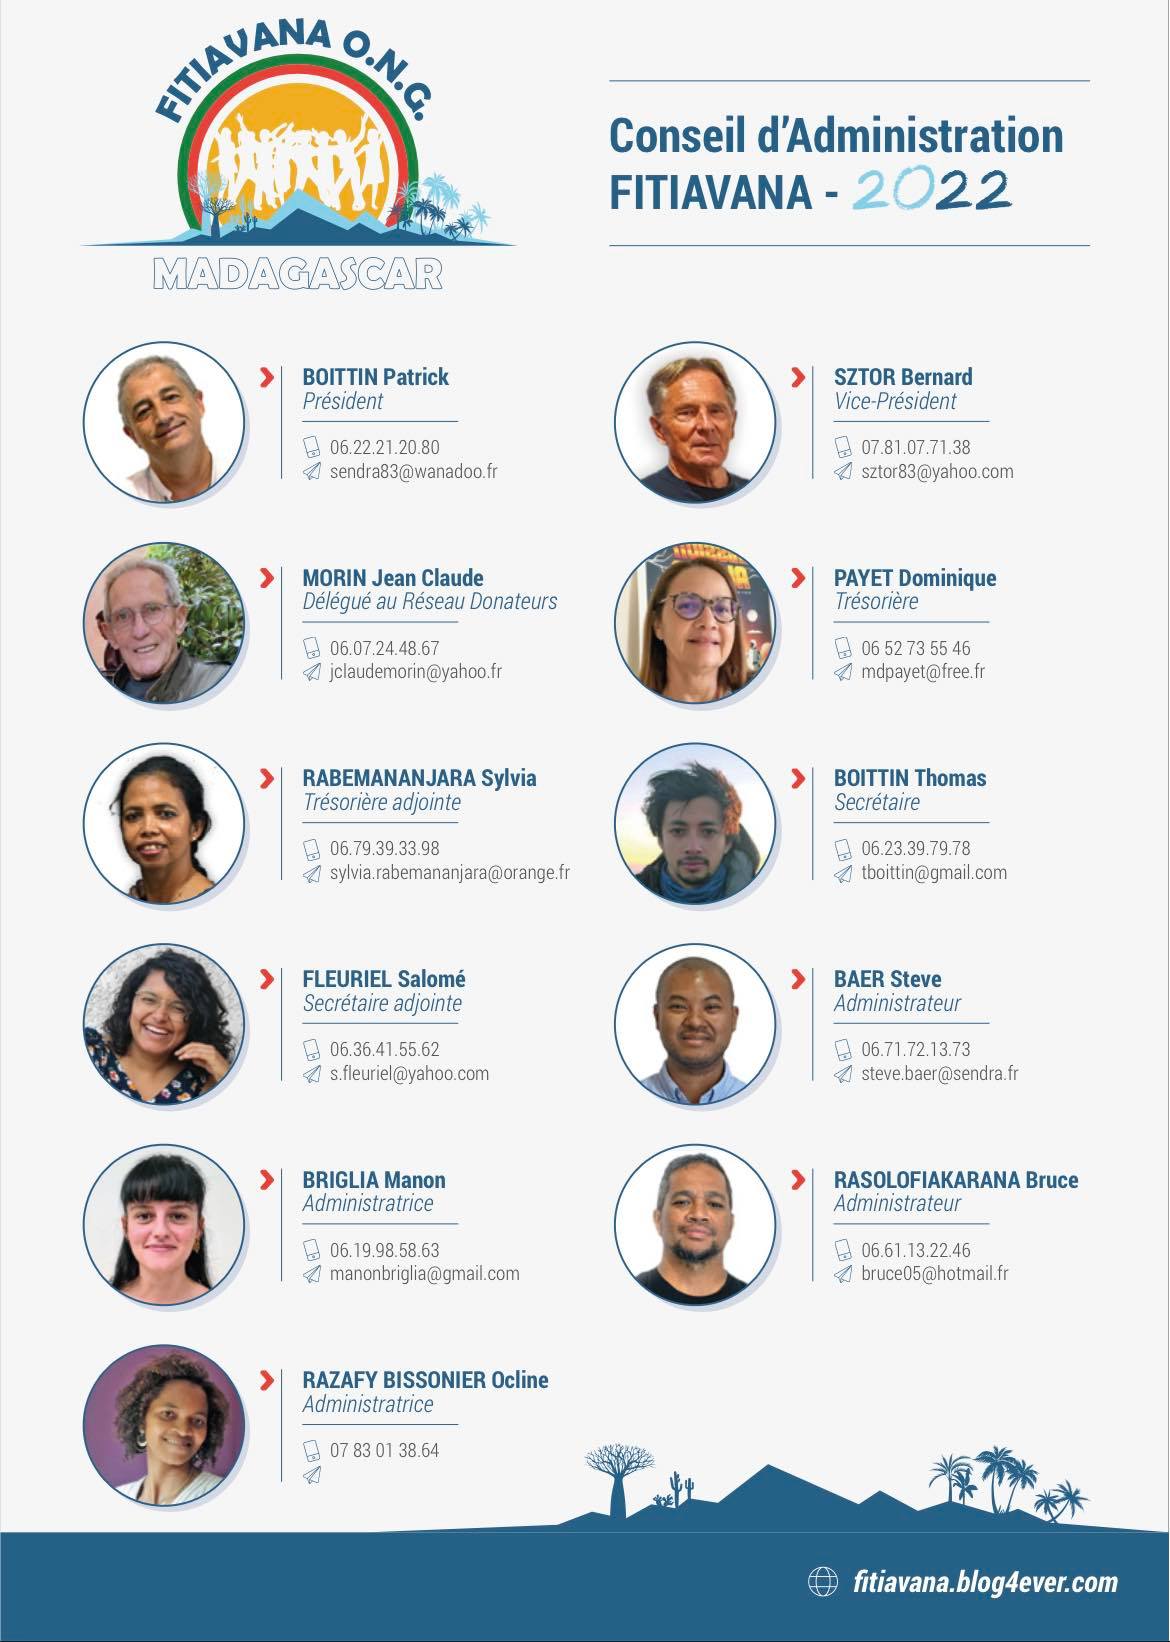 FITIAVANA O.N.G.
MADAGASCAR
Conseil d'Administration
FITIAVANA - 2022
BOITTIN Patrick
Président
06.22.21.20.80
sendra83@wanadoo.fr
SZTOR Bernard
Vice-Président
07.81.07.71.38
sztor83@yahoo.com
MORIN Jean Claude
Délégué au Réseau Donateurs
06.07.24.48.67
jclaudemorin@yahoo.fr
PAYET Dominique
Trésorière
06 52 73 55 46
mdpayet@free.fr
RABEMANANJARA Sylvia
Trésorière adjointe
06.79.39.33.98
sylvia.rabemananjara@orange.fr
BOITTIN Thomas
Secrétaire
06.23.39.79.78
tboittin@gmail.com
FLEURIEL Salomé
Secrétaire adjointe
06.36.41.55.62
s.fleuriel@yahoo.com
BAER Steve
Administrateur
06.71.72.13.73
steve.baer@sendra.fr
BRIGLIA Manon
Administratrice
06.19.98.58.63
manonbriglia@gmail.com
RASOLOFIAKARANA Bruce
Administrateur
06.61.13.22.46
bruce05@hotmail.fr
RAZAFY BISSONIER Ocline
Administratrice
07 83 01 38.64
fitiavana.blog4ever.com